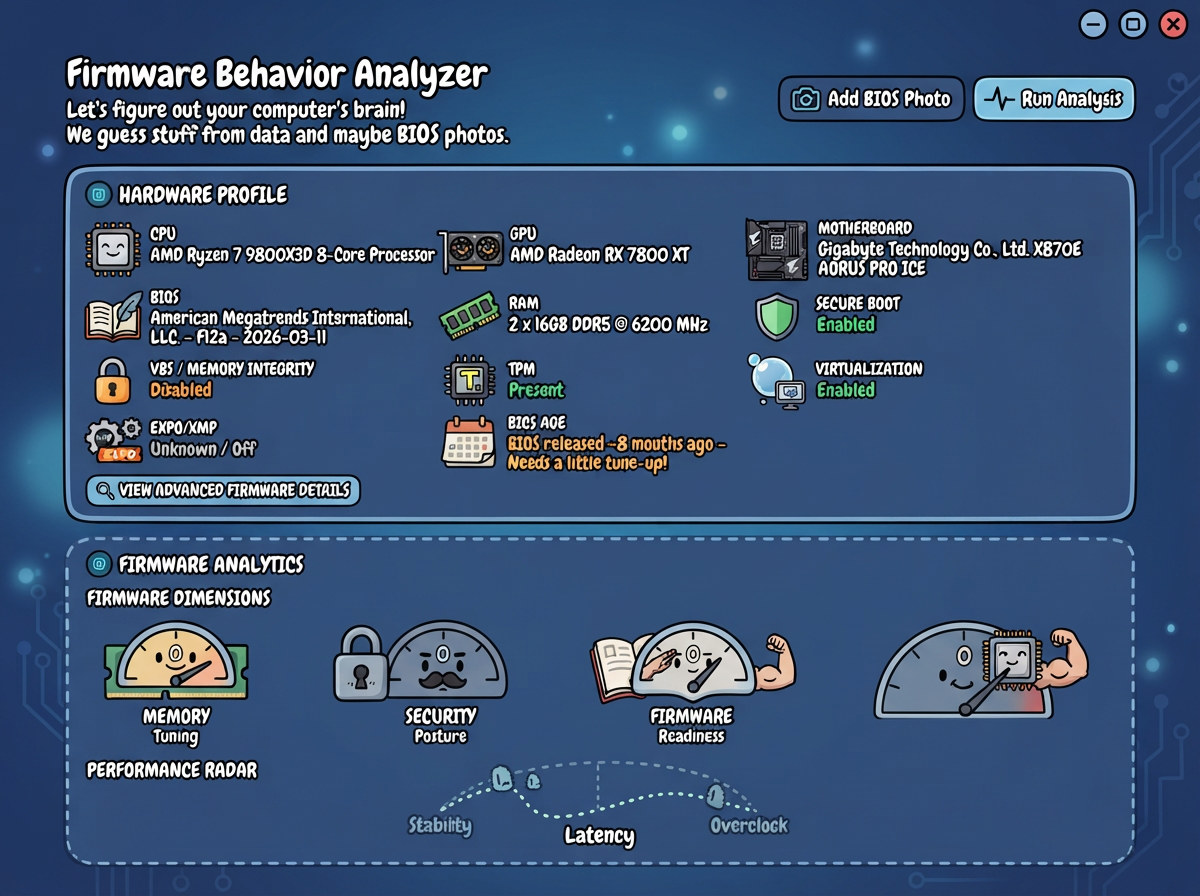 Firmware Behavior Analyzer
Let's figure out your computer's brain!
We guess stuff from data and maybe BIOS photos.
Add BIOS Photo
Run Analysis
HARDWARE PROFILE
CPU
AMD Ryzen 7 9800X3D 8-Core Processor
GPU
AMD Radeon RX 7800 XT
MOTHERBOARD
Gigabyte Technology Co., Ltd. X870E
AORUS PRO ICE
BIOS
American Megatrends Intsrnational,
LLC. - F12a - 2026-03-11
RAM
2 x 16G8 DDR5 @ 6200 MHz
SECURE BOOT
Enabled
VBS / MEMORY INTEGRITY
Disabled
T.
TPM
Present
VIRTUALIZATION
Enabled
EXPO/XMP
Unknown / Off
BICS AOE
BIOS released ~8 mouths ago -
Needs a little tune-up!
VIEW ADVANCED FIRMWARE DETAILS
FIRMWARE ANALYTICS
FIRMWARE DIMENSIONS
0
0
0
0
MEMORY
Tuning
SECURITY
Posture
FIRMWARE
Readiness
PERFORMANCE RADAR
Stability
Latency
Overclock